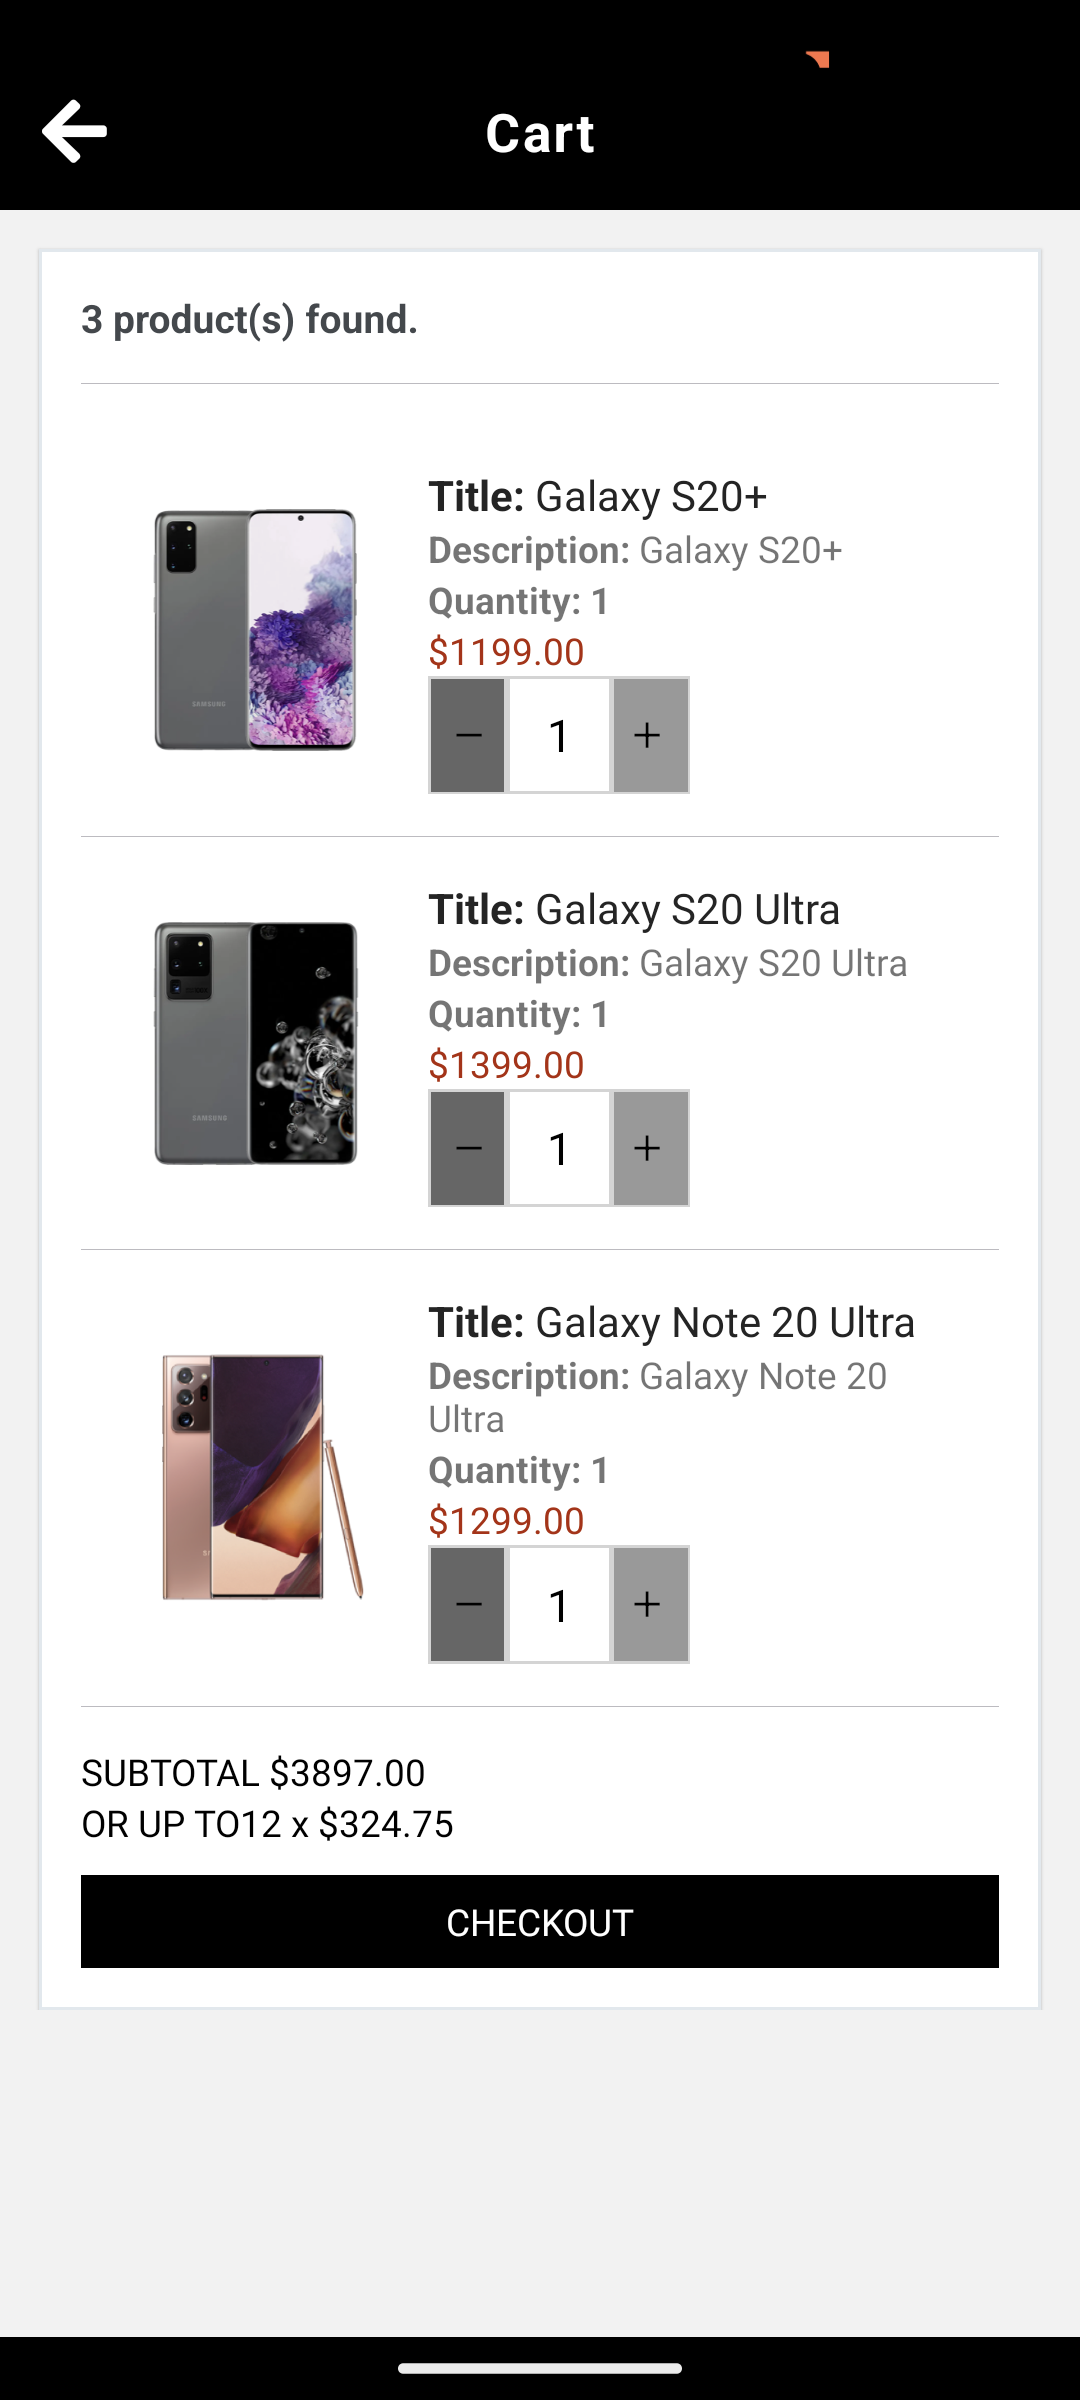 Cart
3 product(s) found.
Title: Galaxy S20+
Description: Galaxy S20+
Quantity: 1
$1199.00
— 1 +
SAMSUNG
Title: Galaxy S20 Ultra
Description: Galaxy S20 Ultra
Quantity: 1
$1399.00
— 1 +
SAMSUNG
Title: Galaxy Note 20 Ultra
Description: Galaxy Note 20
Ultra
Quantity: 1
$1299.00
— 1 +
SUBTOTAL $3897.00
OR UP TO12 x $324.75
CHECKOUT